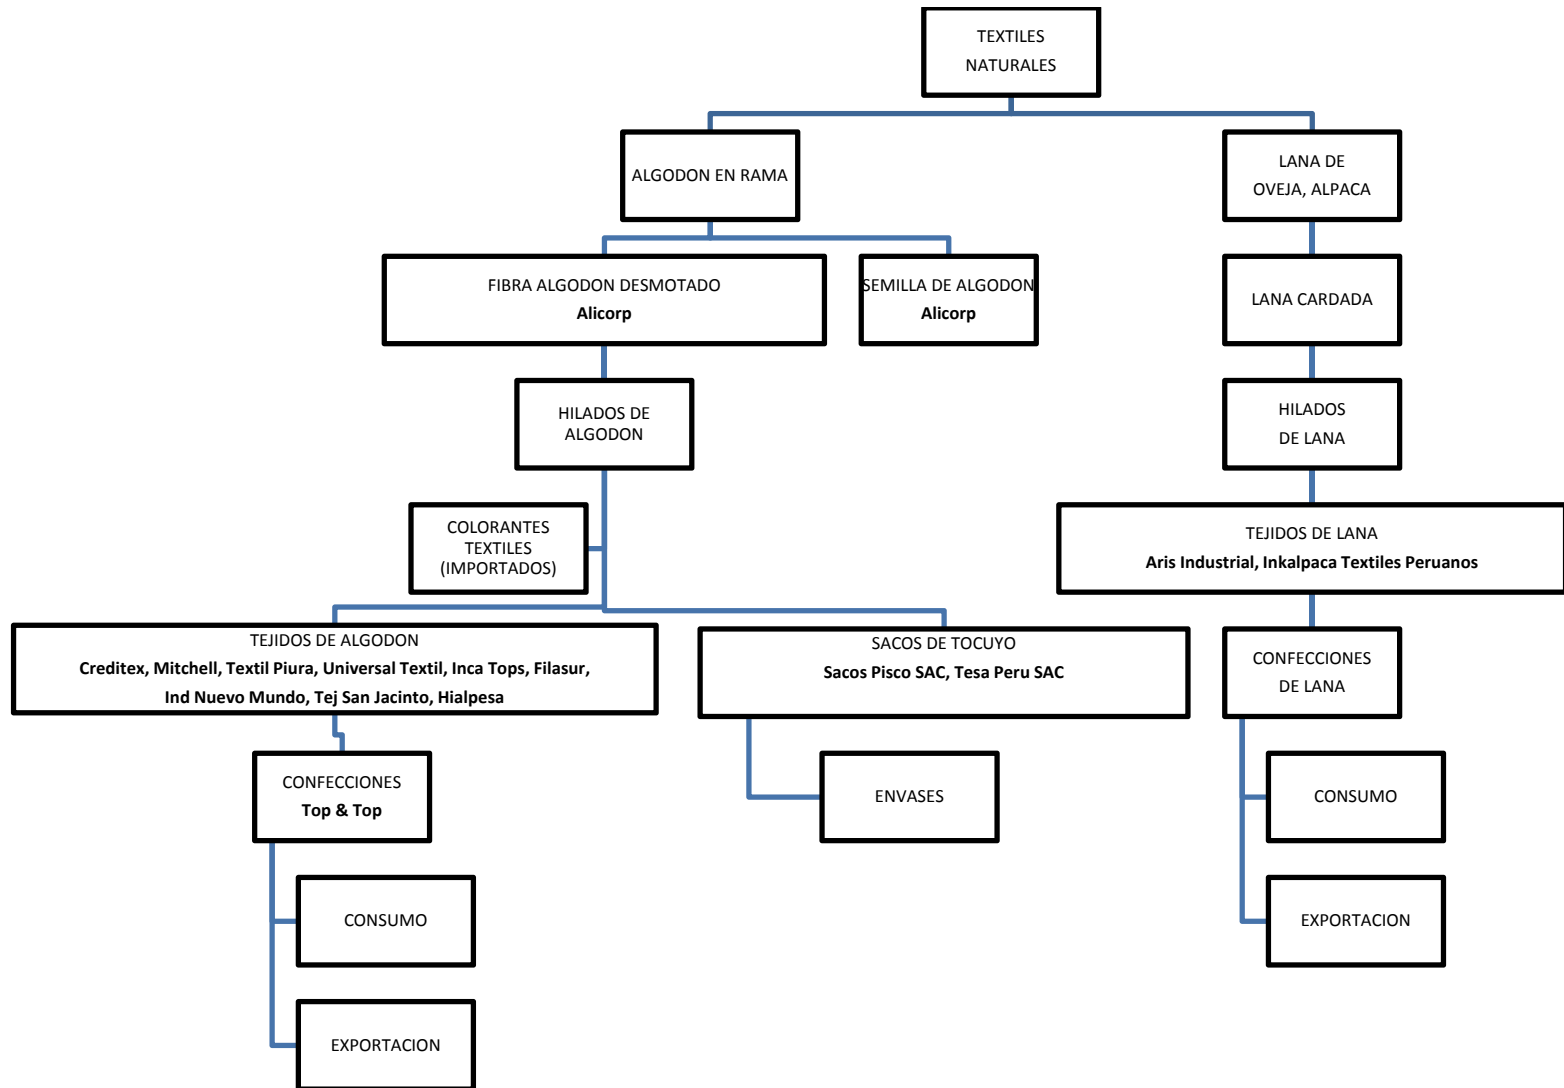 TEXTILES
NATURALES
ALGODON EN RAMA
LANA DE
OVEJA, ALPACA
FIBRA ALGODON DESMOTADO
Alicorp
SEMILLA DE ALGODON
Alicorp
LANA CARDADA
HILADOS DE
ALGODON
HILADOS
DE LANA
COLORANTES
TEXTILES
(IMPORTADOS)
TEJIDOS DE LANA
Aris Industrial, Inkalpaca Textiles Peruanos
TEJIDOS DE ALGODON
Creditex, Mitchell, Textil Piura, Universal Textil, Inca Tops, Filasur,
Ind Nuevo Mundo, Tej San Jacinto, Hialpesa
SACOS DE TOCUYO
Sacos Pisco SAC, Tesa Peru SAC
CONFECCIONES
DE LANA
CONFECCIONES
Top & Top
ENVASES
CONSUMO
CONSUMO
EXPORTACION
EXPORTACION